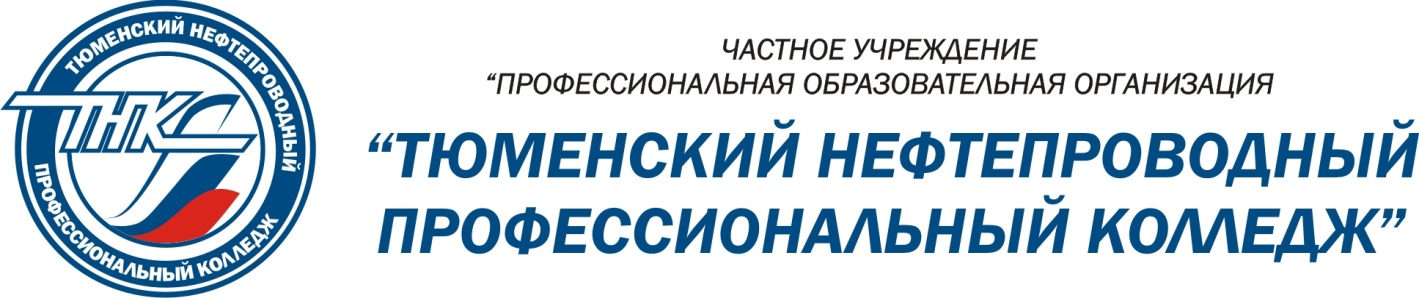 ТЮМЕНСКИЙ НЕФТЕПРОВОДНЫЙ
ТНК
ПРОФЕССИОНАЛЬНЫЙ КОЛЛЕДЖ
ЧАСТНОЕ УЧРЕЖДЕНИЕ
“ПРОФЕССИОНАЛЬНАЯ ОБРАЗОВАТЕЛЬНАЯ ОРГАНИЗАЦИЯ
“ТЮМЕНСКИЙ НЕФТЕПРОВОДНЫЙ
ПРОФЕССИОНАЛЬНЫЙ КОЛЛЕДЖ”